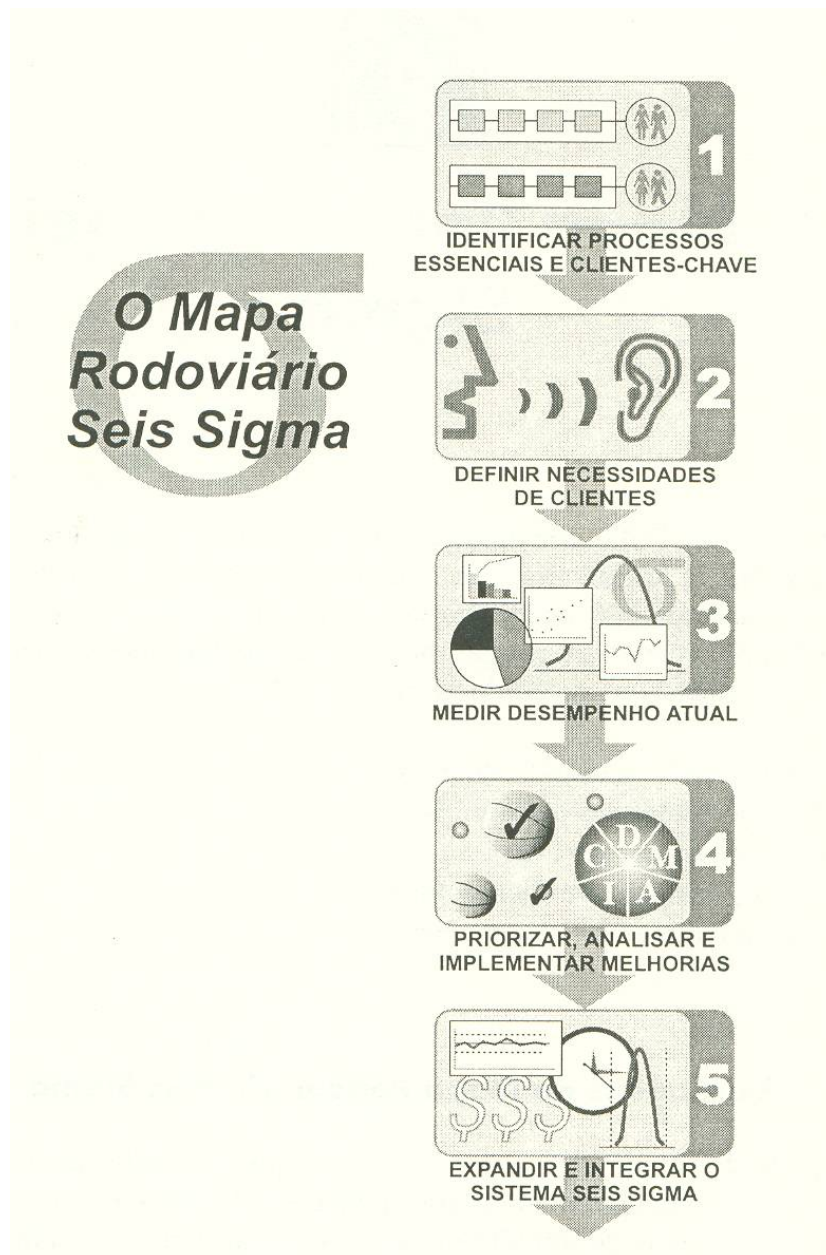 O Mapa
Rodoviário
Seis Sigma
σ
1
IDENTIFICAR PROCESSOS
ESSENCIAIS E CLIENTES-CHAVE
2
DEFINIR NECESSIDADES
DE CLIENTES
σ
3
MEDIR DESEMPENHO ATUAL
D
C M
I A
4
PRIORIZAR, ANALISAR E
IMPLEMENTAR MELHORIAS
$$$
5
EXPANDIR E INTEGRAR O
SISTEMA SEIS SIGMA